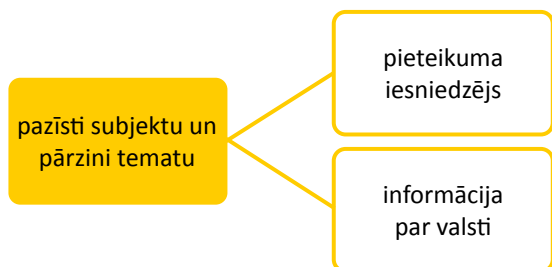 pazīsti subjektu un
pārzini tematu
pieteikuma
iesniedzējs
informācija
par valsti